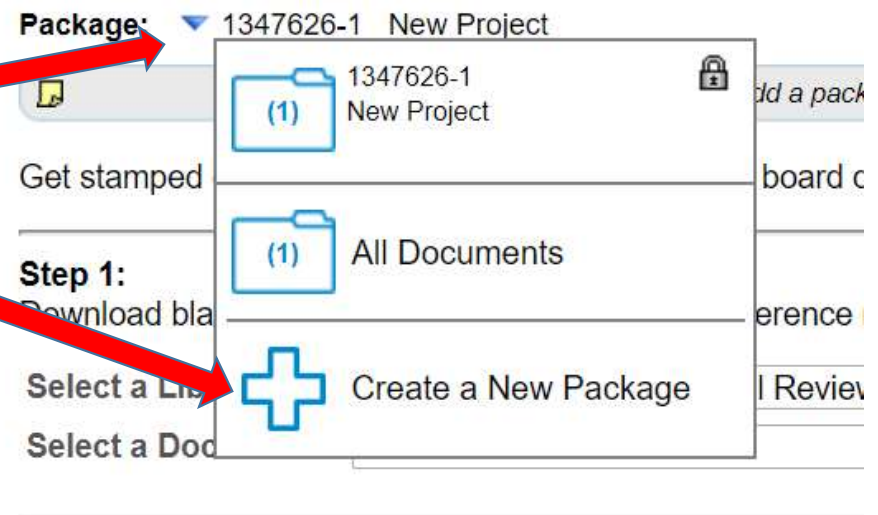 Package: 1347626-1 New Project
1347626-1
New Project
(1)
dd a pack
Get stamped
board
(1)
All Documents
Step 1:
Download bla
erence
Create a New Package
Select a Lib
l Review
Select a Doc